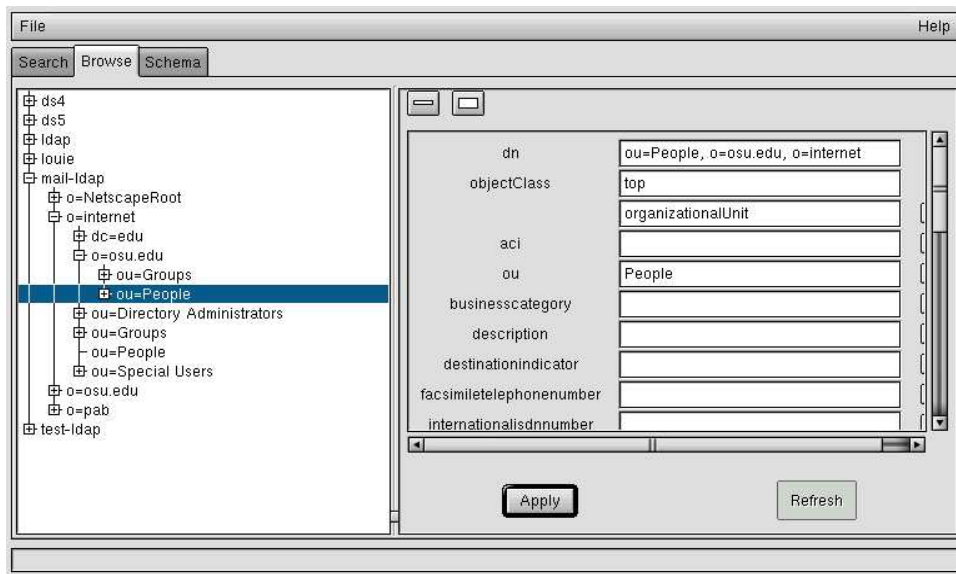 File Help
Search Browse Schema
ds4
ds5
ldap
louie
mail-ldap
o=NetscapeRoot
o=internet
dc=edu
o=osu.edu
ou=Groups
ou=People
ou=Directory Administrators
ou=Groups
ou=People
ou=Special Users
o=osu.edu
o=pab
test-ldap
dn ou=People, o=osu.edu, o=internet
objectClass top
organizationalUnit
aci
ou People
businesscategory
description
destinationindicator
facsimiletelephonenumber
internationalisdnnumber
Apply Refresh